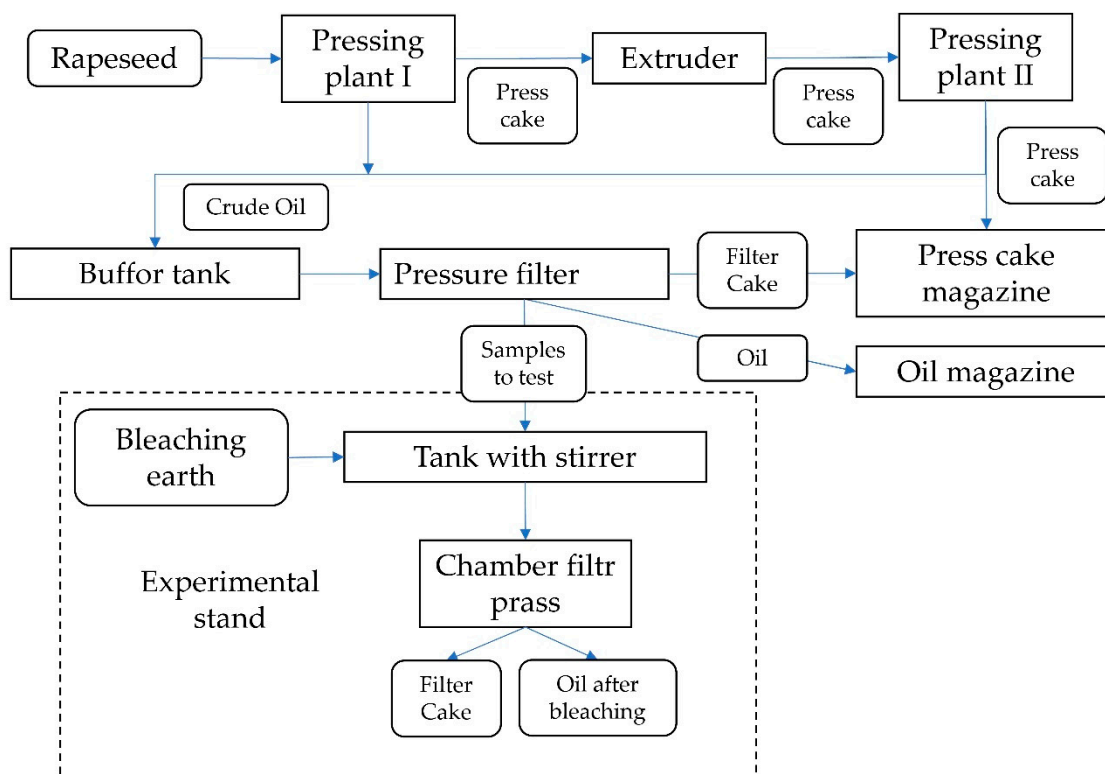 Rapeseed
Pressing
plant I
Extruder
Pressing
plant II
Press
cake
Press
cake
Press
cake
Crude Oil
Buffor tank
Pressure filter
Filter
Cake
Press cake
magazine
Samples
to test
Oil
Oil magazine
Bleaching
earth
Tank with stirrer
Experimental
stand
Chamber filtr
prass
Filter
Cake
Oil after
bleaching